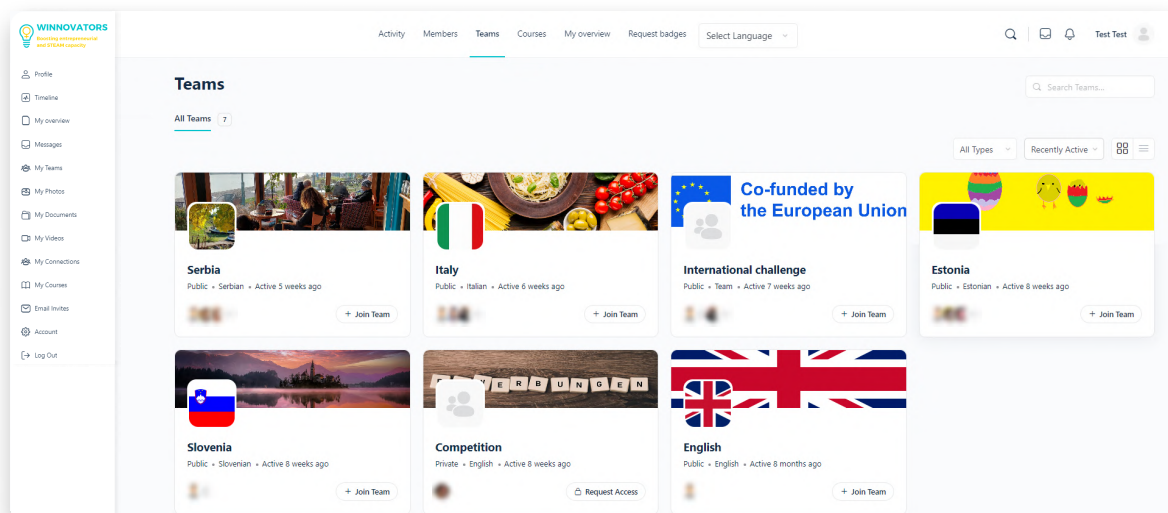 WINNOVATORS
Boosting entrepreneurial
and STEAM capacity
Activity Members Teams Courses My overview Request badges Select Language Test Test
Profile
Timeline
My overview
Messages
My Teams
My Photos
My Documents
My Videos
My Connections
My Courses
Email Invites
Account
Log Out
Teams
Search Teams...
All Teams 7
All Types Recently Active
Co-funded by
the European Union
Serbia
Public • Serbian • Active 5 weeks ago
+ Join Team
Italy
Public • Italian • Active 6 weeks ago
+ Join Team
International challenge
Public • Team • Active 7 weeks ago
+ Join Team
Estonia
Public • Estonian • Active 8 weeks ago
+ Join Team
Slovenia
Public • Slovenian • Active 8 weeks ago
+ Join Team
ERBUNGEN
Competition
Private • English • Active 8 weeks ago
Request Access
English
Public • English • Active 8 months ago
+ Join Team